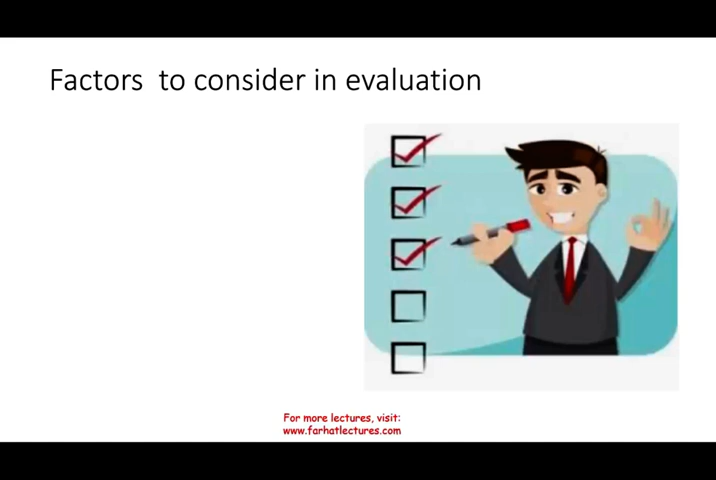 Factors to consider in evaluation
For more lectures, visit:
www.farhatlectures.com